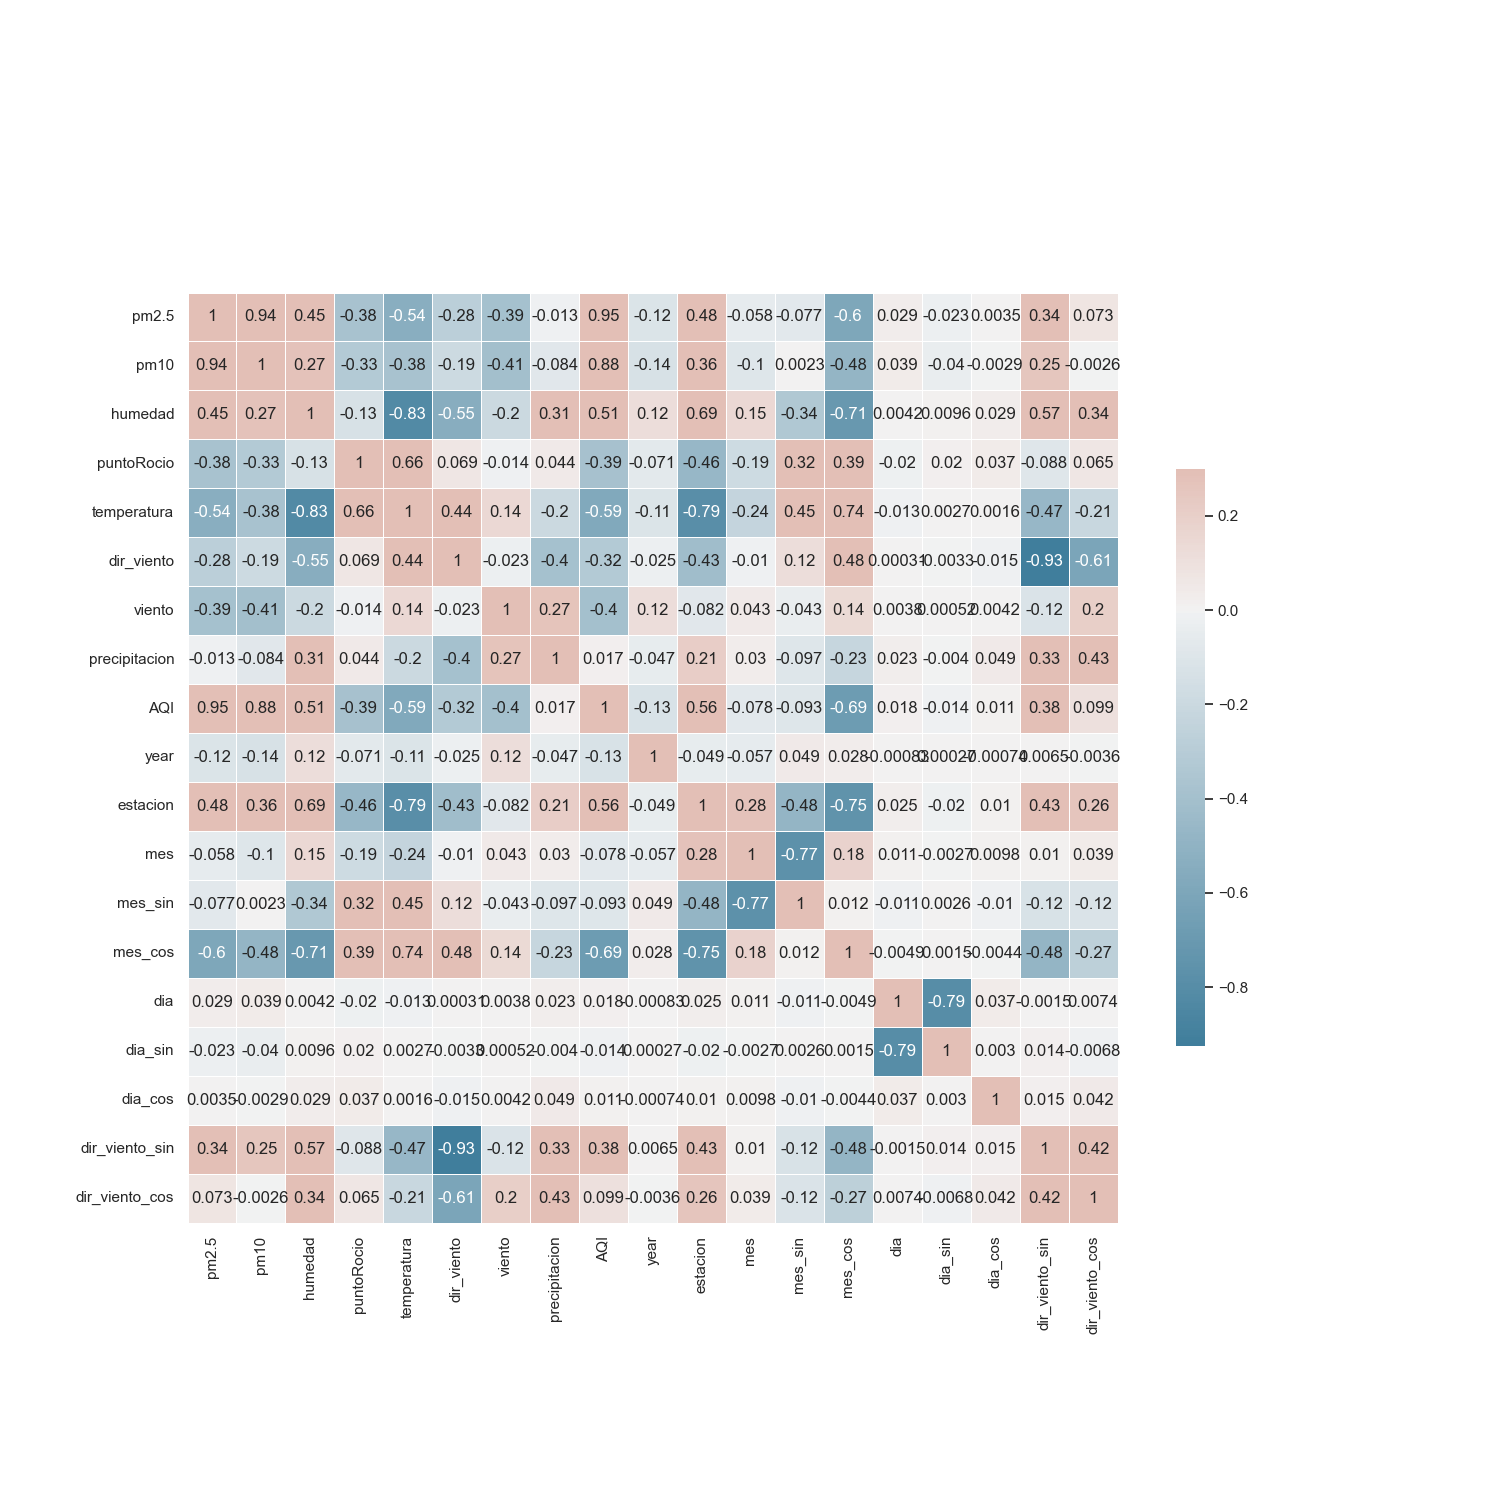 pm2.5 1 0.94 0.45 -0.38 -0.54 -0.28 -0.39 -0.013 0.95 -0.12 0.48 -0.058 -0.077 -0.6 0.029 -0.023 0.0035 0.34 0.073
pm10 0.94 1 0.27 -0.33 -0.38 -0.19 -0.41 -0.084 0.88 -0.14 0.36 -0.1 0.0023 -0.48 0.039 -0.04 -0.0029 0.25 -0.0026
humedad 0.45 0.27 1 -0.13 -0.83 -0.55 -0.2 0.31 0.51 0.12 0.69 0.15 -0.34 -0.71 0.0042 0.0096 0.029 0.57 0.34
puntoRocio -0.38 -0.33 -0.13 1 0.66 0.069 -0.014 0.044 -0.39 -0.071 -0.46 -0.19 0.32 0.39 -0.02 0.02 0.037 -0.088 0.065
temperatura -0.54 -0.38 -0.83 0.66 1 0.44 0.14 -0.2 -0.59 -0.11 -0.79 -0.24 0.45 0.74 -0.013 0.0027 0.0016 -0.47 -0.21
dir_viento -0.28 -0.19 -0.55 0.069 0.44 1 -0.023 -0.4 -0.32 -0.025 -0.43 -0.01 0.12 0.48 0.00031 -0.0033 -0.015 -0.93 -0.61
viento -0.39 -0.41 -0.2 -0.014 0.14 -0.023 1 0.27 -0.4 0.12 -0.082 0.043 -0.043 0.14 0.0038 0.00052 0.0042 -0.12 0.2
precipitacion -0.013 -0.084 0.31 0.044 -0.2 -0.4 0.27 1 0.017 -0.047 0.21 0.03 -0.097 -0.23 0.023 -0.004 0.049 0.33 0.43
AQI 0.95 0.88 0.51 -0.39 -0.59 -0.32 -0.4 0.017 1 -0.13 0.56 -0.078 -0.093 -0.69 0.018 -0.014 0.011 0.38 0.099
year -0.12 -0.14 0.12 -0.071 -0.11 -0.025 0.12 -0.047 -0.13 1 -0.049 -0.057 0.049 0.028 -0.00083 0.00027 -0.00074 0.0065 -0.0036
estacion 0.48 0.36 0.69 -0.46 -0.79 -0.43 -0.082 0.21 0.56 -0.049 1 0.28 -0.48 -0.75 0.025 -0.02 0.01 0.43 0.26
mes -0.058 -0.1 0.15 -0.19 -0.24 -0.01 0.043 0.03 -0.078 -0.057 0.28 1 -0.77 0.18 0.011 -0.0027 0.0098 0.01 0.039
mes_sin -0.077 0.0023 -0.34 0.32 0.45 0.12 -0.043 -0.097 -0.093 0.049 -0.48 -0.77 1 0.012 -0.011 0.0026 -0.01 -0.12 -0.12
mes_cos -0.6 -0.48 -0.71 0.39 0.74 0.48 0.14 -0.23 -0.69 0.028 -0.75 0.18 0.012 1 -0.0049 0.0015 -0.0044 -0.48 -0.27
dia 0.029 0.039 0.0042 -0.02 -0.013 0.00031 0.0038 0.023 0.018 -0.00083 0.025 0.011 -0.011 -0.0049 1 -0.79 0.037 -0.0015 0.0074
dia_sin -0.023 -0.04 0.0096 0.02 0.0027 -0.0033 0.00052 -0.004 -0.014 0.00027 -0.02 -0.0027 0.0026 0.0015 -0.79 1 0.003 0.014 -0.0068
dia_cos 0.0035 -0.0029 0.029 0.037 0.0016 -0.015 0.0042 0.049 0.011 -0.00074 0.01 0.0098 -0.01 -0.0044 0.037 0.003 1 0.015 0.042
dir_viento_sin 0.34 0.25 0.57 -0.088 -0.47 -0.93 -0.12 0.33 0.38 0.0065 0.43 0.01 -0.12 -0.48 -0.0015 0.014 0.015 1 0.42
dir_viento_cos 0.073 -0.0026 0.34 0.065 -0.21 -0.61 0.2 0.43 0.099 -0.0036 0.26 0.039 -0.12 -0.27 0.0074 -0.0068 0.042 0.42 1
pm2.5
pm10
humedad
puntoRocio
temperatura
dir_viento
viento
precipitacion
AQI
year
estacion
mes
mes_sin
mes_cos
dia
dia_sin
dia_cos
dir_viento_sin
dir_viento_cos
0.2
0.0
−0.2
−0.4
−0.6
−0.8